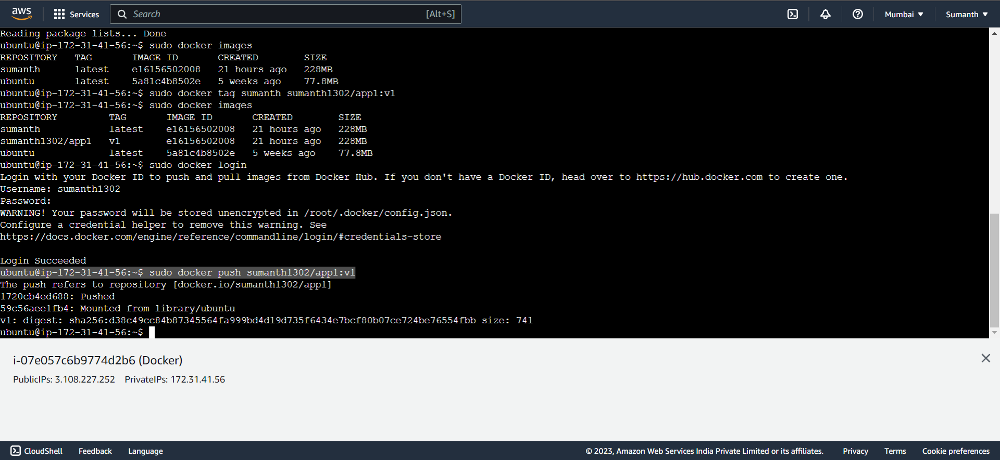 aws Services Search [Alt+S] Mumbai ▼ Sumanth ▼
Reading package lists... Done
ubuntu@ip-172-31-41-56:~$ sudo docker images
REPOSITORY   TAG       IMAGE ID       CREATED        SIZE
sumanth      latest    e16156502008   21 hours ago   228MB
ubuntu       latest    5a81c4b8502e   5 weeks ago    77.8MB
ubuntu@ip-172-31-41-56:~$ sudo docker tag sumanth sumanth1302/app1:v1
ubuntu@ip-172-31-41-56:~$ sudo docker images
REPOSITORY         TAG       IMAGE ID       CREATED        SIZE
sumanth            latest    e16156502008   21 hours ago   228MB
sumanth1302/app1   v1        e16156502008   21 hours ago   228MB
ubuntu             latest    5a81c4b8502e   5 weeks ago    77.8MB
ubuntu@ip-172-31-41-56:~$ sudo docker login
Login with your Docker ID to push and pull images from Docker Hub. If you don't have a Docker ID, head over to https://hub.docker.com to create one.
Username: sumanth1302
Password:
WARNING! Your password will be stored unencrypted in /root/.docker/config.json.
Configure a credential helper to remove this warning. See
https://docs.docker.com/engine/reference/commandline/login/#credentials-store
Login Succeeded
ubuntu@ip-172-31-41-56:~$ sudo docker push sumanth1302/app1:v1
The push refers to repository [docker.io/sumanth1302/app1]
1720cb4ed688: Pushed
59c56aee1fb4: Mounted from library/ubuntu
v1: digest: sha256:d38c49cc84b87345564fa999bd4d19d735f6434e7bcf80b07ce724be76554fbb size: 741
ubuntu@ip-172-31-41-56:~$
i-07e057c6b9774d2b6 (Docker)
PublicIPs: 3.108.227.252 PrivateIPs: 172.31.41.56
CloudShell Feedback Language © 2023, Amazon Web Services India Private Limited or its affiliates. Privacy Terms Cookie preferences